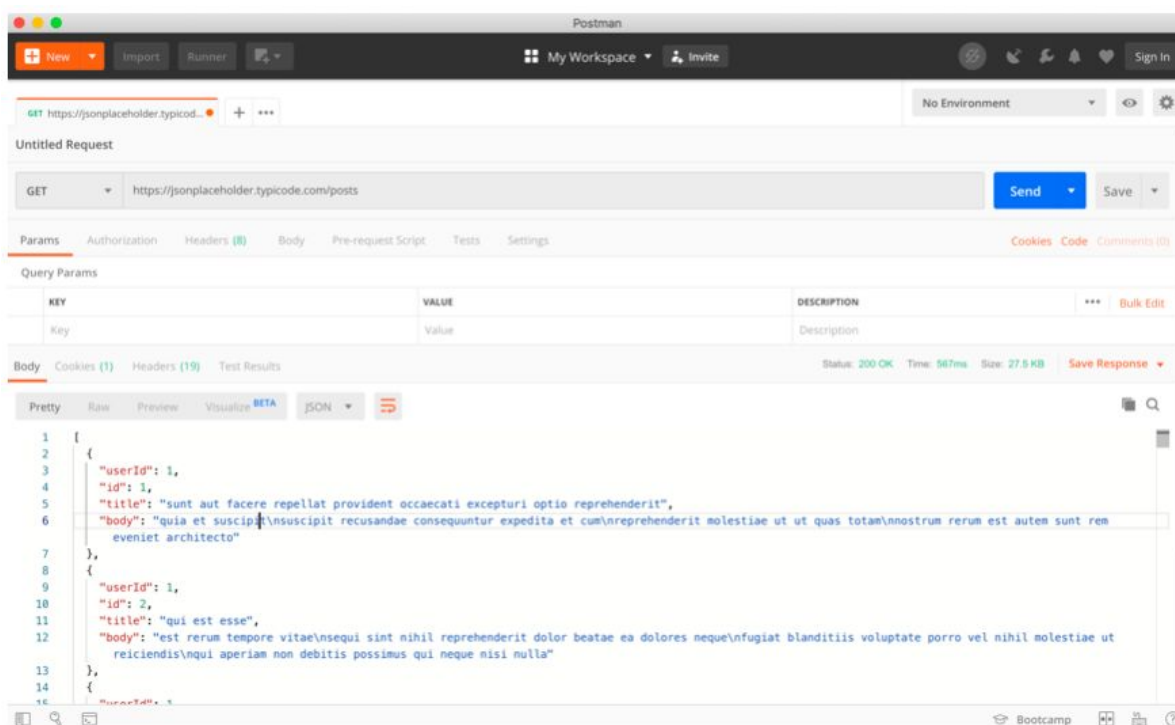 Postman
New Import Runner My Workspace Invite Sign In
GET https://jsonplaceholder.typicod... + ••• No Environment
Untitled Request
GET https://jsonplaceholder.typicode.com/posts Send Save
Params Authorization Headers (8) Body Pre-request Script Tests Settings Cookies Code Comments (0)
Query Params
KEY VALUE DESCRIPTION ••• Bulk Edit
Key Value Description
Body Cookies (1) Headers (19) Test Results Status: 200 OK Time: 567ms Size: 27.5 KB Save Response
Pretty Raw Preview Visualize BETA JSON
1 [
2 {
3 "userId": 1,
4 "id": 1,
5 "title": "sunt aut facere repellat provident occaecati excepturi optio reprehenderit",
6 "body": "quia et suscipit\nsuscipit recusandae consequuntur expedita et cum\nreprehenderit molestiae ut ut quas totam\nnostrum rerum est autem sunt rem
eveniet architecto"
7 },
8 {
9 "userId": 1,
10 "id": 2,
11 "title": "qui est esse",
12 "body": "est rerum tempore vitae\nsequi sint nihil reprehenderit dolor beatae ea dolores neque\nfugiat blanditiis voluptate porro vel nihil molestiae ut
reiciendis\nqui aperiam non debitis possimus qui neque nisi nulla"
13 },
14 {
15 "userId": 1
Bootcamp